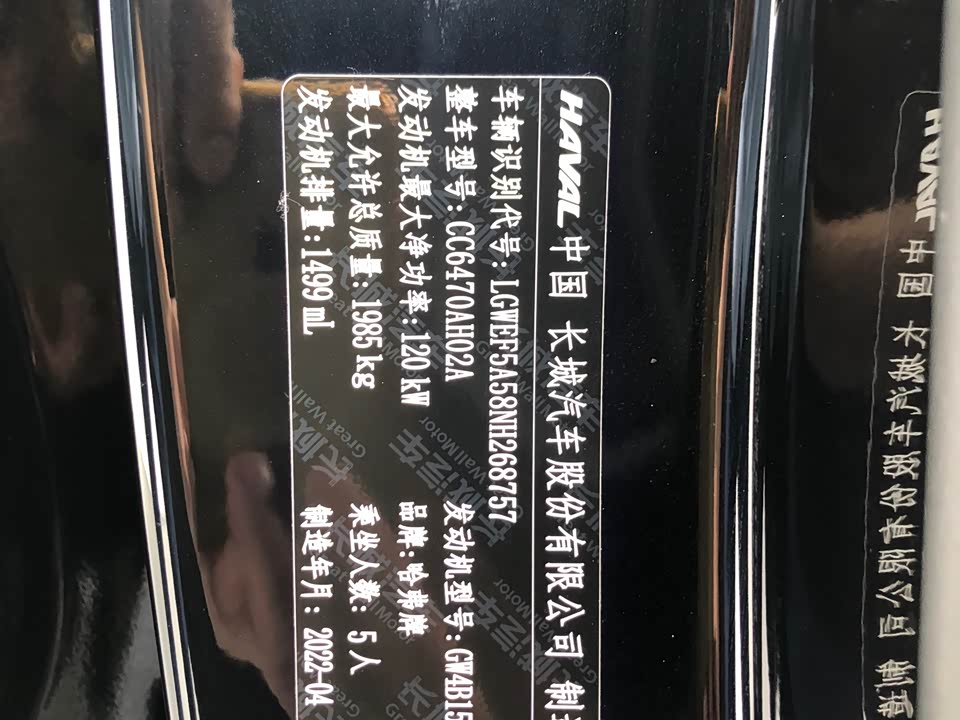 HAVAL 中国 长城汽车股份有限公司 制
车辆识别代号:LGWEF5A58NH268757
整车型号:CC6470AH02A 发动机型号:GW4B15
发动机最大净功率:120 kW 品牌:哈弗牌
最大允许总质量:1985 kg 乘坐人数: 5 人
发动机排量:1499 mL 制造年月: 2022-04